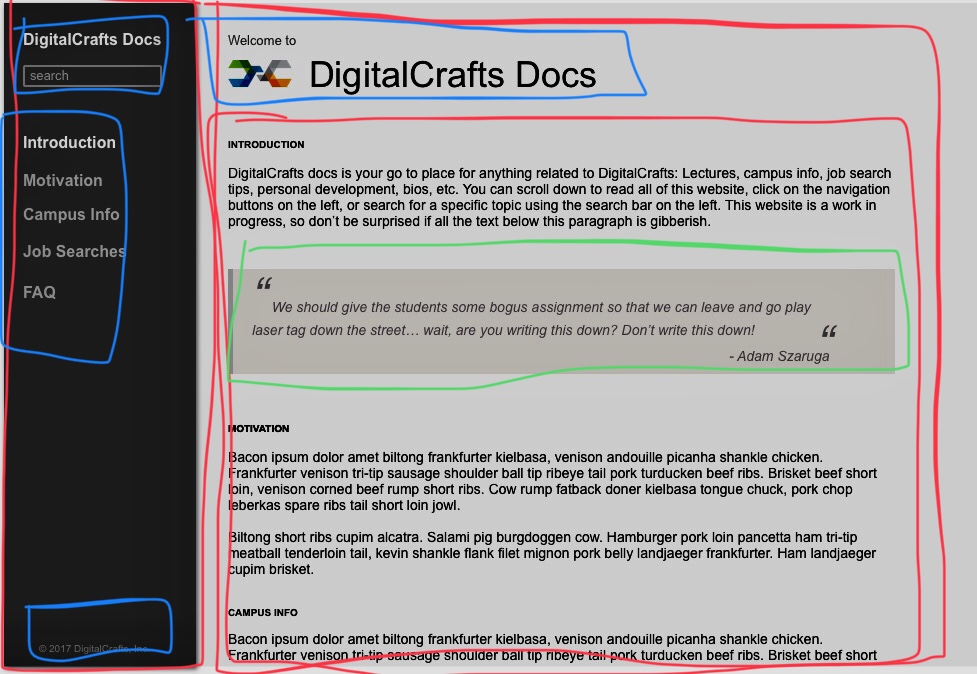 DigitalCrafts Docs
search
Introduction
Motivation
Campus Info
Job Searches
FAQ
© 2017 DigitalCrafts, Inc.
Welcome to
DigitalCrafts Docs
INTRODUCTION
DigitalCrafts docs is your go to place for anything related to DigitalCrafts: Lectures, campus info, job search
tips, personal development, bios, etc. You can scroll down to read all of this website, click on the navigation
buttons on the left, or search for a specific topic using the search bar on the left. This website is a work in
progress, so don't be surprised if all the text below this paragraph is gibberish.
“
We should give the students some bogus assignment so that we can leave and go play
laser tag down the street… wait, are you writing this down? Don't write this down!
“
- Adam Szaruga
MOTIVATION
Bacon ipsum dolor amet biltong frankfurter kielbasa, venison andouille picanha shankle chicken.
Frankfurter venison tri-tip sausage shoulder ball tip ribeye tail pork turducken beef ribs. Brisket beef short
loin, venison corned beef rump short ribs. Cow rump fatback doner kielbasa tongue chuck, pork chop
leberkas spare ribs tail short loin jowl.
Biltong short ribs cupim alcatra. Salami pig burgdoggen cow. Hamburger pork loin pancetta ham tri-tip
meatball tenderloin tail, kevin shankle flank filet mignon pork belly landjaeger frankfurter. Ham landjaeger
cupim brisket.
CAMPUS INFO
Bacon ipsum dolor amet biltong frankfurter kielbasa, venison andouille picanha shankle chicken.
Frankfurter venison tri-tip sausage shoulder ball tip ribeye tail pork turducken beef ribs. Brisket beef short